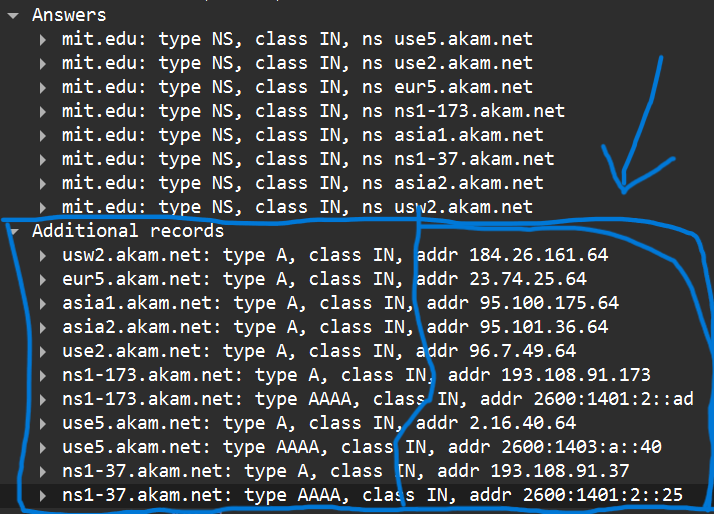 Answers
mit.edu: type NS, class IN, ns use5.akam.net
mit.edu: type NS, class IN, ns use2.akam.net
mit.edu: type NS, class IN, ns eur5.akam.net
mit.edu: type NS, class IN, ns ns1-173.akam.net
mit.edu: type NS, class IN, ns asia1.akam.net
mit.edu: type NS, class IN, ns ns1-37.akam.net
mit.edu: type NS, class IN, ns asia2.akam.net
mit.edu: type NS, class IN, ns usw2.akam.net
Additional records
usw2.akam.net: type A, class IN, addr 184.26.161.64
eur5.akam.net: type A, class IN, addr 23.74.25.64
asia1.akam.net: type A, class IN, addr 95.100.175.64
asia2.akam.net: type A, class IN, addr 95.101.36.64
use2.akam.net: type A, class IN, addr 96.7.49.64
ns1-173.akam.net: type A, class IN, addr 193.108.91.173
ns1-173.akam.net: type AAAA, class IN, addr 2600:1401:2::ad
use5.akam.net: type A, class IN, addr 2.16.40.64
use5.akam.net: type AAAA, class IN, addr 2600:1403:a::40
ns1-37.akam.net: type A, class IN, addr 193.108.91.37
ns1-37.akam.net: type AAAA, class IN, addr 2600:1401:2::25